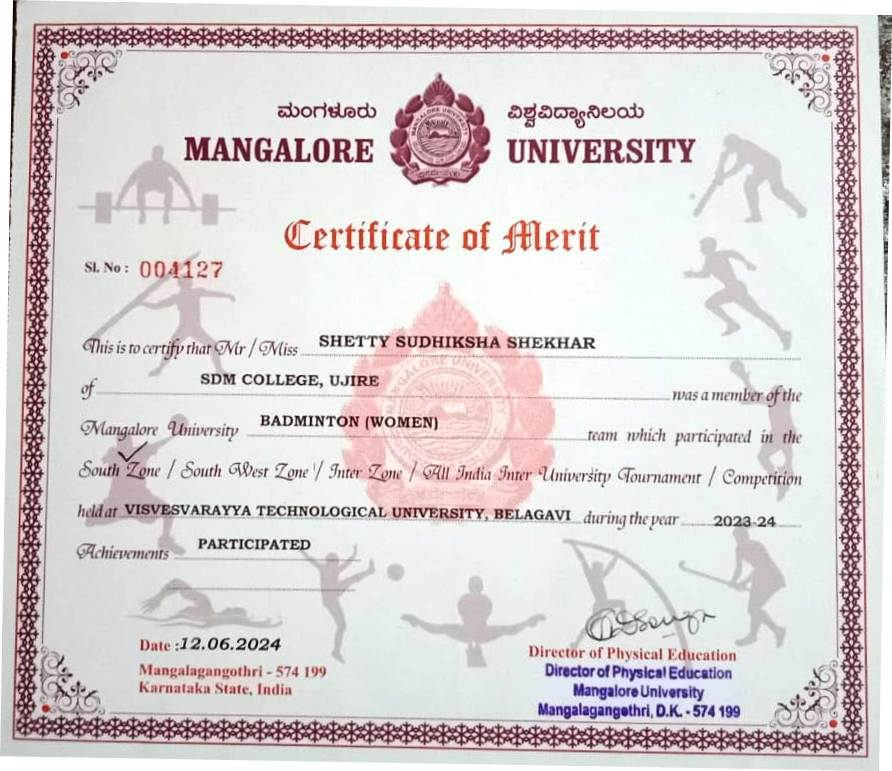 ಮಂಗಳೂರು ವಿಶ್ವವಿದ್ಯಾನಿಲಯ
MANGALORE UNIVERSITY
Certificate of Merit
Sl. No : 004127
This is to certify that Mr / Miss SHETTY SUDHIKSHA SHEKHAR
of SDM COLLEGE, UJIRE was a member of the
Mangalore University BADMINTON (WOMEN) team which participated in the
South Zone / South West Zone / Inter Zone / All India Inter University Tournament / Competition
held at VISVESVARAYYA TECHNOLOGICAL UNIVERSITY, BELAGAVI during the year 2023-24
Achievements PARTICIPATED
Date :12.06.2024
Mangalagangothri - 574 199
Karnataka State, India
Director of Physical Education
Director of Physical Education
Mangalore University
Mangalagangothri, D.K. - 574 199